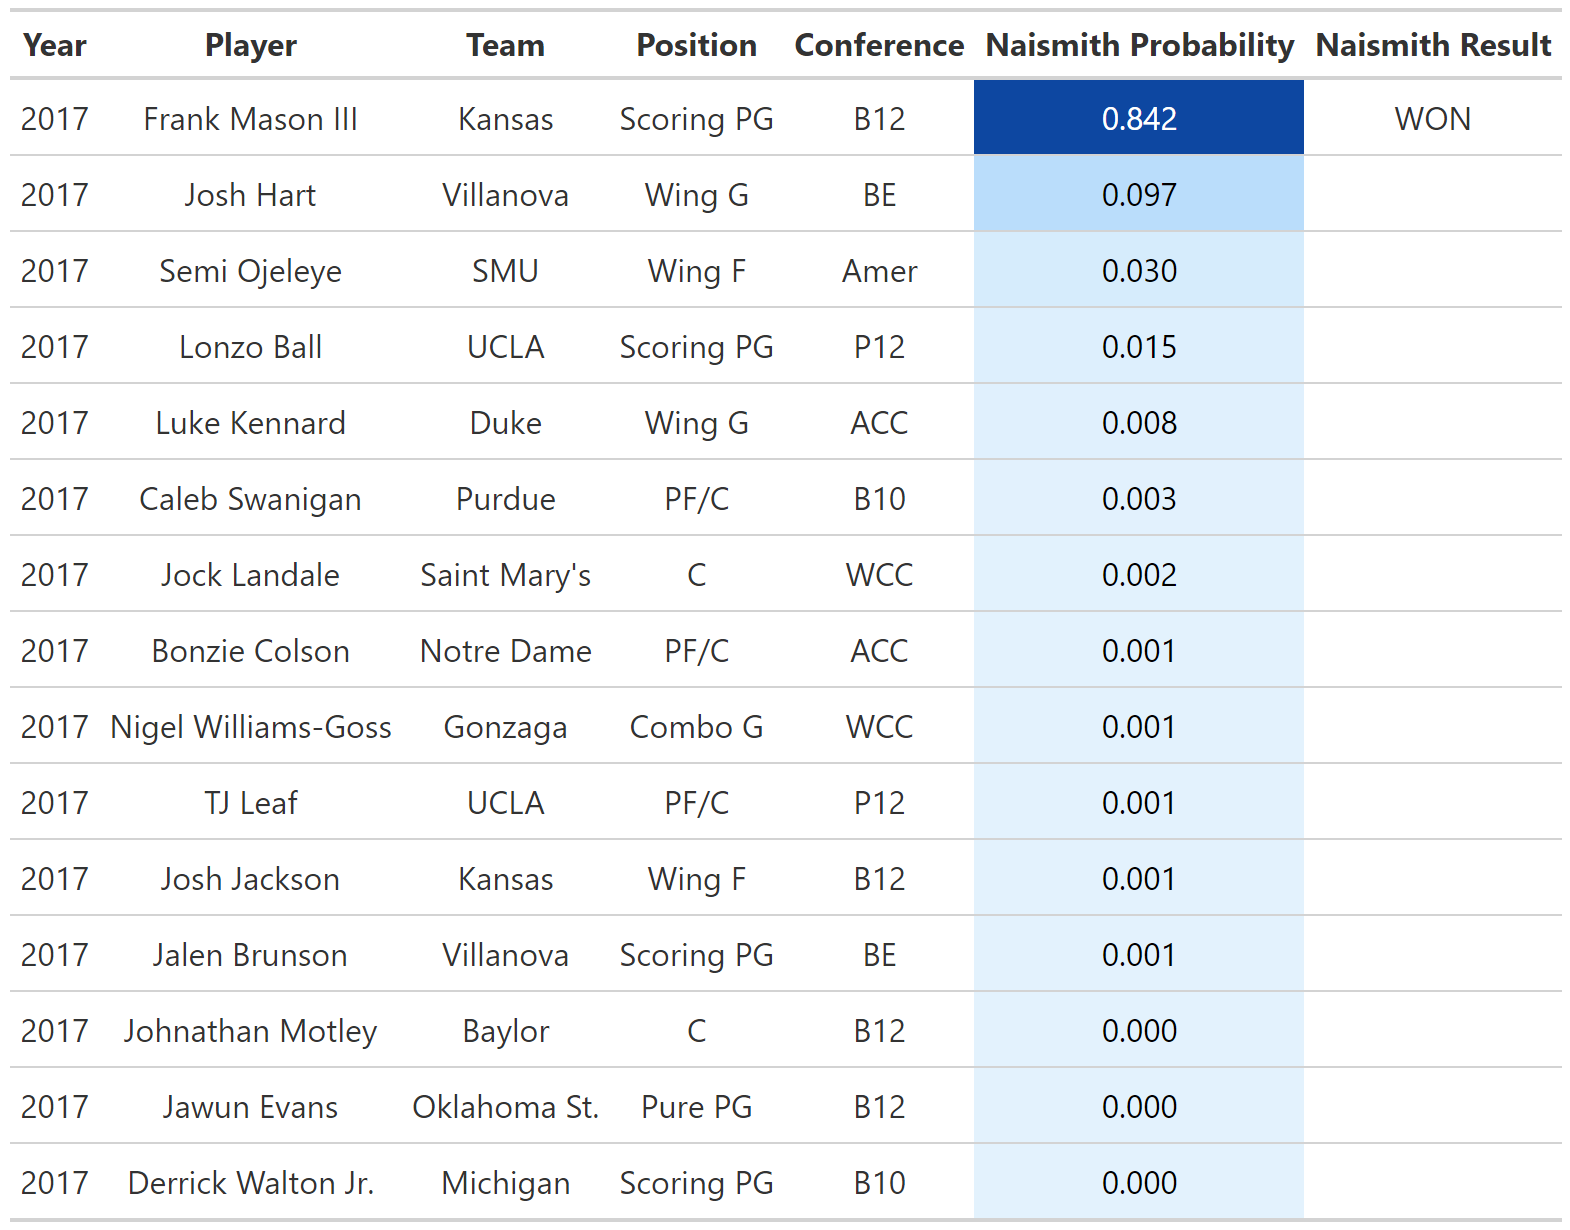 Year Player Team Position Conference Naismith Probability Naismith Result
2017 Frank Mason III Kansas Scoring PG B12 0.842 WON
2017 Josh Hart Villanova Wing G BE 0.097
2017 Semi Ojeleye SMU Wing F Amer 0.030
2017 Lonzo Ball UCLA Scoring PG P12 0.015
2017 Luke Kennard Duke Wing G ACC 0.008
2017 Caleb Swanigan Purdue PF/C B10 0.003
2017 Jock Landale Saint Mary's C WCC 0.002
2017 Bonzie Colson Notre Dame PF/C ACC 0.001
2017 Nigel Williams-Goss Gonzaga Combo G WCC 0.001
2017 TJ Leaf UCLA PF/C P12 0.001
2017 Josh Jackson Kansas Wing F B12 0.001
2017 Jalen Brunson Villanova Scoring PG BE 0.001
2017 Johnathan Motley Baylor C B12 0.000
2017 Jawun Evans Oklahoma St. Pure PG B12 0.000
2017 Derrick Walton Jr. Michigan Scoring PG B10 0.000